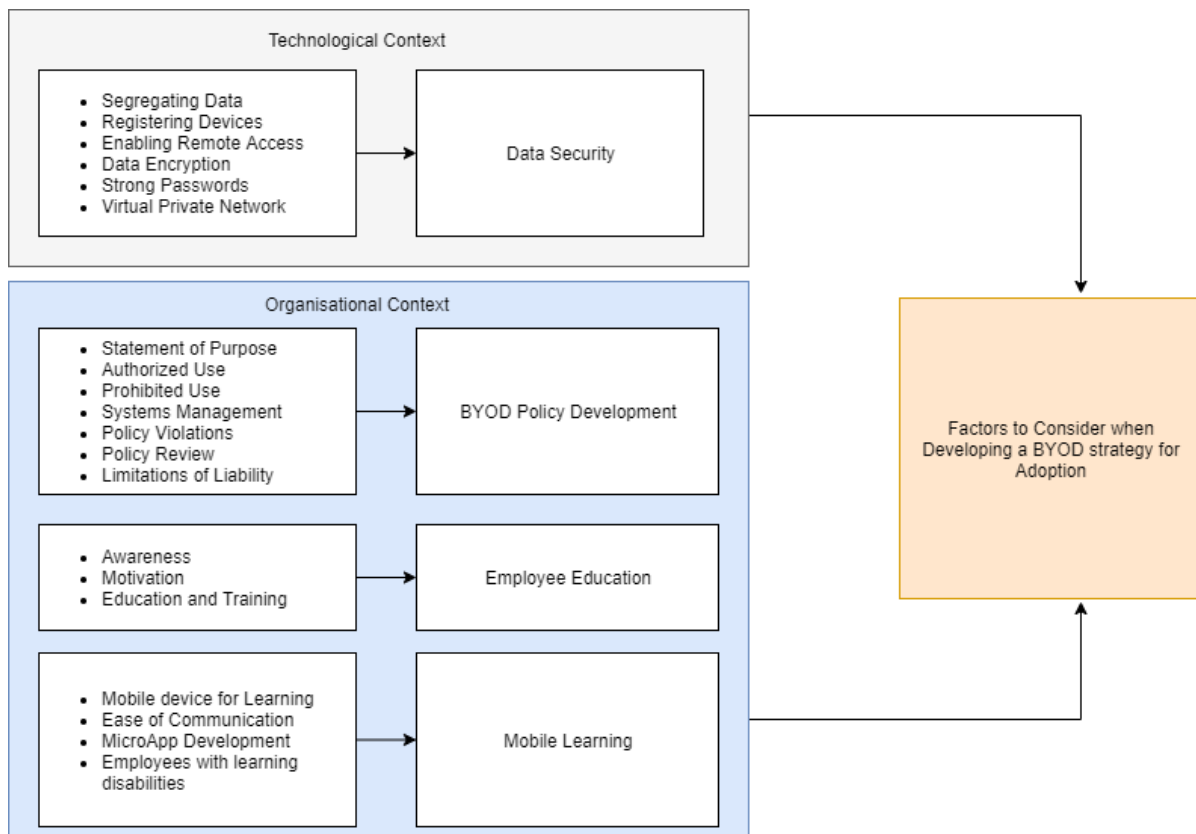 Technological Context
• Segregating Data
• Registering Devices
• Enabling Remote Access
• Data Encryption
• Strong Passwords
• Virtual Private Network
Data Security
Organisational Context
• Statement of Purpose
• Authorized Use
• Prohibited Use
• Systems Management
• Policy Violations
• Policy Review
• Limitations of Liability
BYOD Policy Development
• Awareness
• Motivation
• Education and Training
Employee Education
• Mobile device for Learning
• Ease of Communication
• MicroApp Development
• Employees with learning
disabilities
Mobile Learning
Factors to Consider when
Developing a BYOD strategy for
Adoption